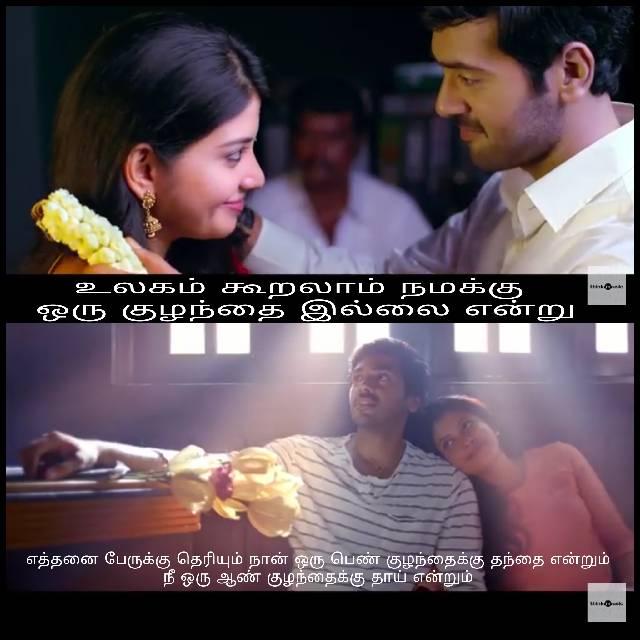 உலகம் கூறலாம் நமக்கு
ஒரு குழந்தை இல்லை என்று
எத்தனை பேருக்கு தெரியும் நான் ஒரு பெண் குழந்தைக்கு தந்தை என்றும்
நீ ஒரு ஆண் குழந்தைக்கு தாய் என்றும்